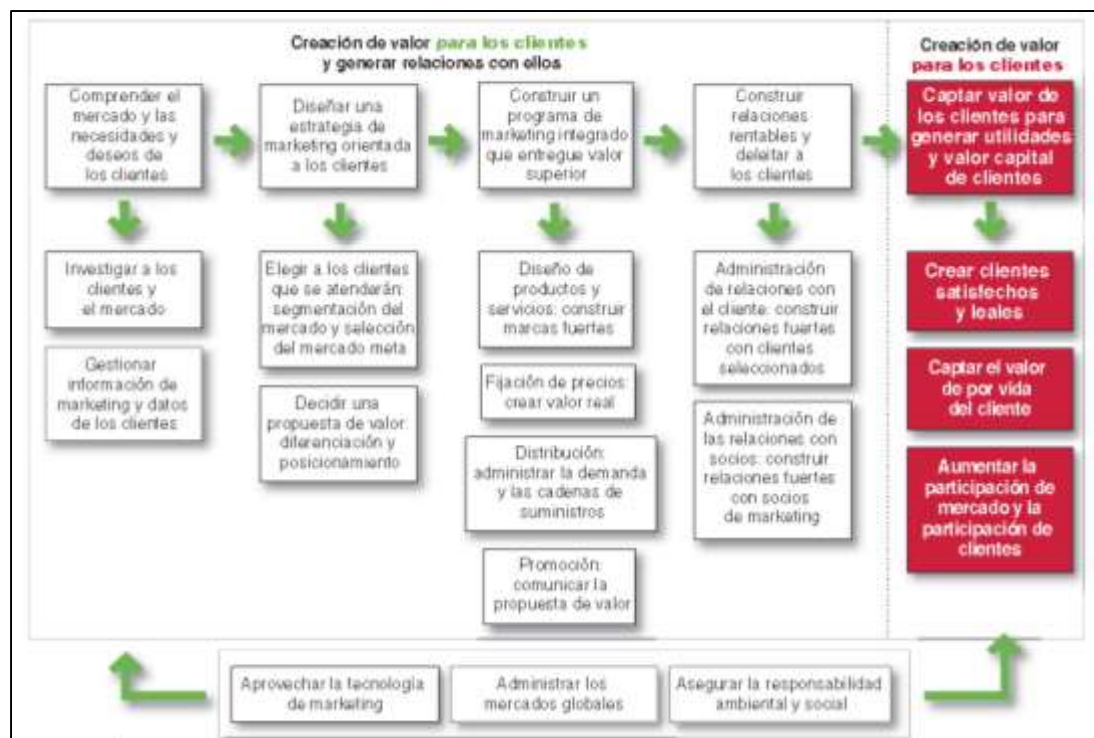 Creación de valor para los clientes
y generar relaciones con ellos
Creación de valor
para los clientes
Comprender el
mercado y las
necesidades y
deseos de
los clientes
Diseñar una
estrategia de
marketing orientada
a los clientes
Construir un
programa de
marketing integrado
que entregue valor
superior
Construir
relaciones
rentables y
deleitar a
los clientes
Captar valor de
los clientes para
generar utilidades
y valor capital
de clientes
Investigar a los
clientes y
el mercado
Gestionar
información de
marketing y datos
de los clientes
Elegir a los clientes
que se atenderán:
segmentación del
mercado y selección
del mercado meta
Decidir una
propuesta de valor:
diferenciación y
posicionamiento
Diseño de
productos y
servicios: construir
marcas fuertes
Fijación de precios:
crear valor real
Distribución:
administrar la demanda
y las cadenas de
suministros
Promoción:
comunicar la
propuesta de valor
Administración
de relaciones con
el cliente: construir
relaciones fuertes
con clientes
seleccionados
Administración de
las relaciones con
socios: construir
relaciones fuertes
con socios
de marketing
Crear clientes
satisfechos
y leales
Captar el valor
de por vida
del cliente
Aumentar la
participación de
mercado y la
participación de
clientes
Aprovechar la tecnología
de marketing
Administrar los
mercados globales
Asegurar la responsabilidad
ambiental y social